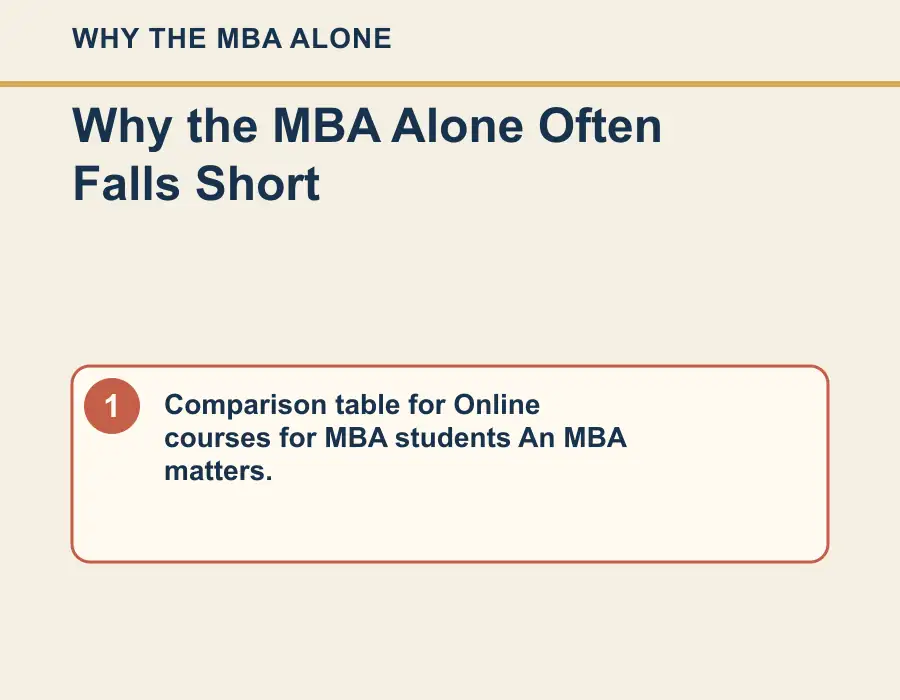 WHY THE MBA ALONE
Why the MBA Alone Often
Falls Short
1
Comparison table for Online
courses for MBA students An MBA
matters.